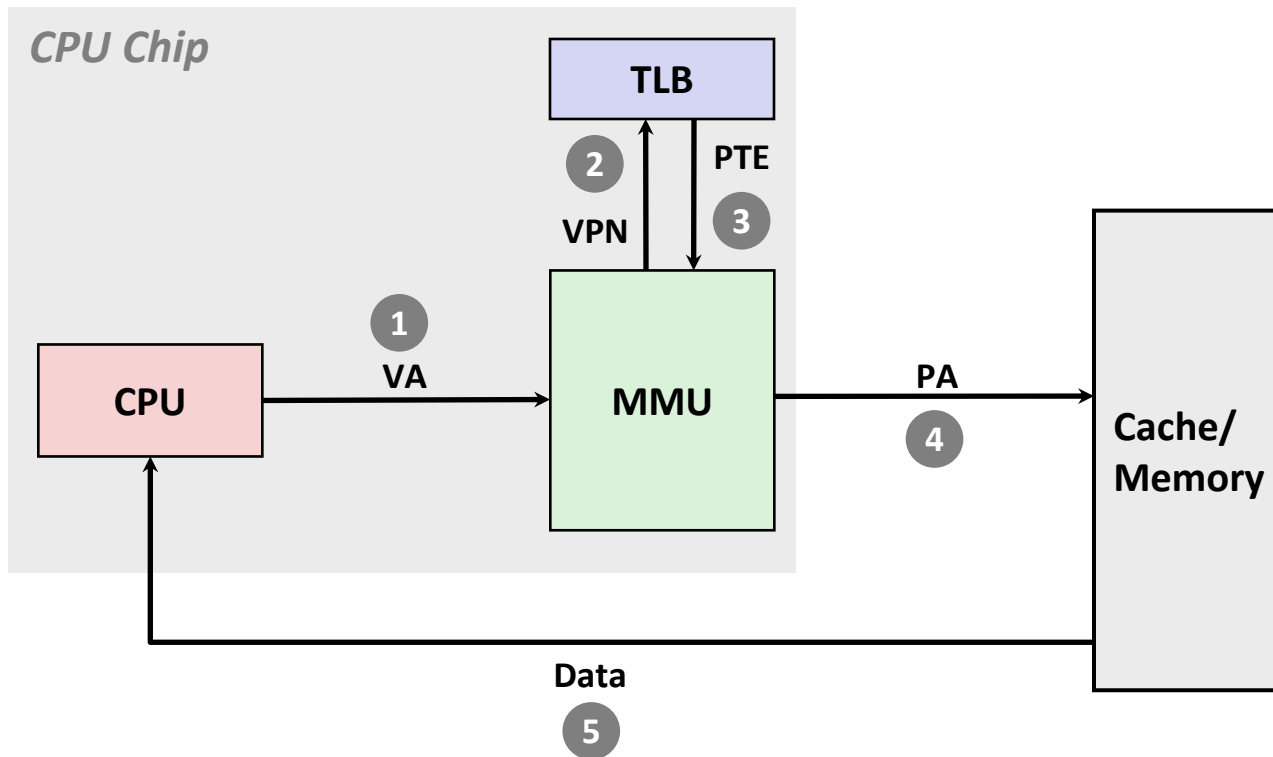 CPU Chip
TLB
2
PTE
VPN
3
1
VA
CPU
MMU
PA
4
Cache/
Memory
Data
5